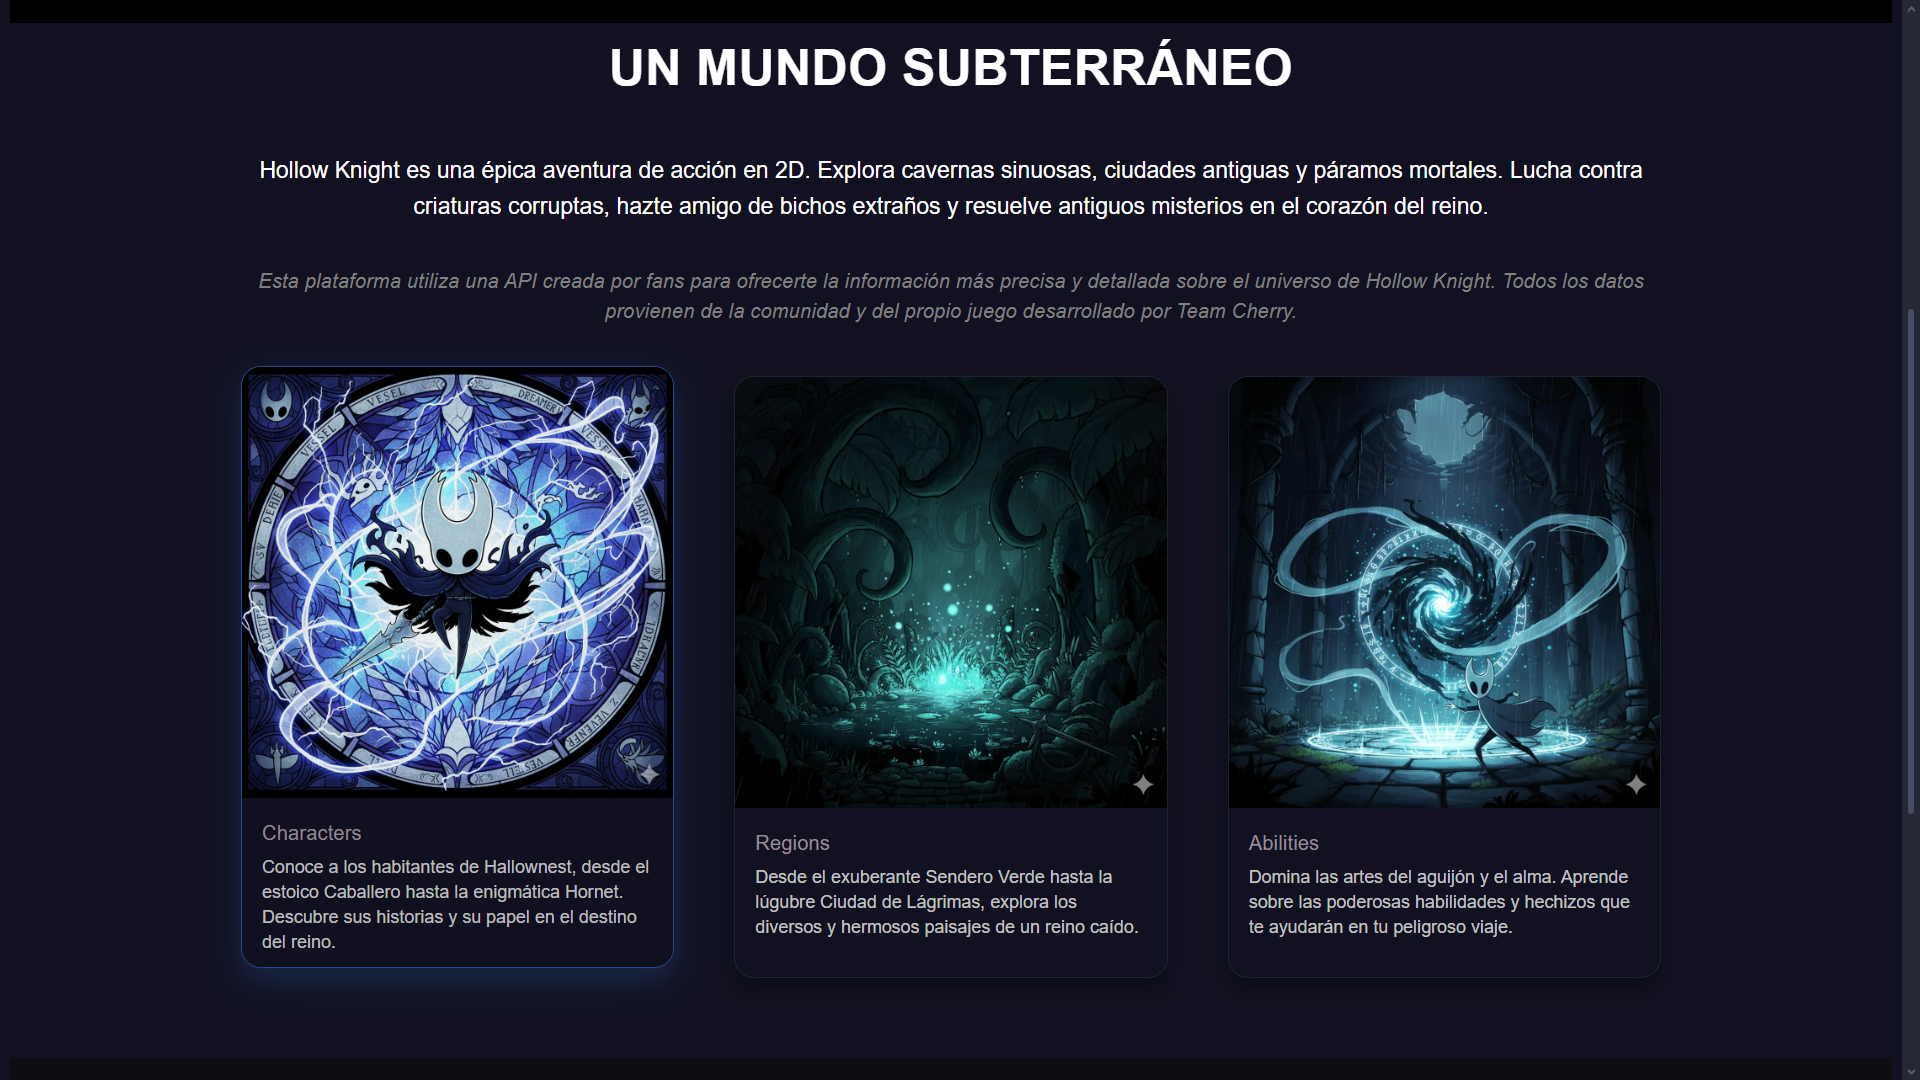 UN MUNDO SUBTERRÁNEO
Hollow Knight es una épica aventura de acción en 2D. Explora cavernas sinuosas, ciudades antiguas y páramos mortales. Lucha contra
criaturas corruptas, hazte amigo de bichos extraños y resuelve antiguos misterios en el corazón del reino.
Esta plataforma utiliza una API creada por fans para ofrecerte la información más precisa y detallada sobre el universo de Hollow Knight. Todos los datos
provienen de la comunidad y del propio juego desarrollado por Team Cherry.
VESEL
DREAMER
VESSEL
Characters
Conoce a los habitantes de Hallownest, desde el
estoico Caballero hasta la enigmática Hornet.
Descubre sus historias y su papel en el destino
del reino.
Regions
Desde el exuberante Sendero Verde hasta la
lúgubre Ciudad de Lágrimas, explora los
diversos y hermosos paisajes de un reino caído.
Abilities
Domina las artes del aguijón y el alma. Aprende
sobre las poderosas habilidades y hechizos que
te ayudarán en tu peligroso viaje.